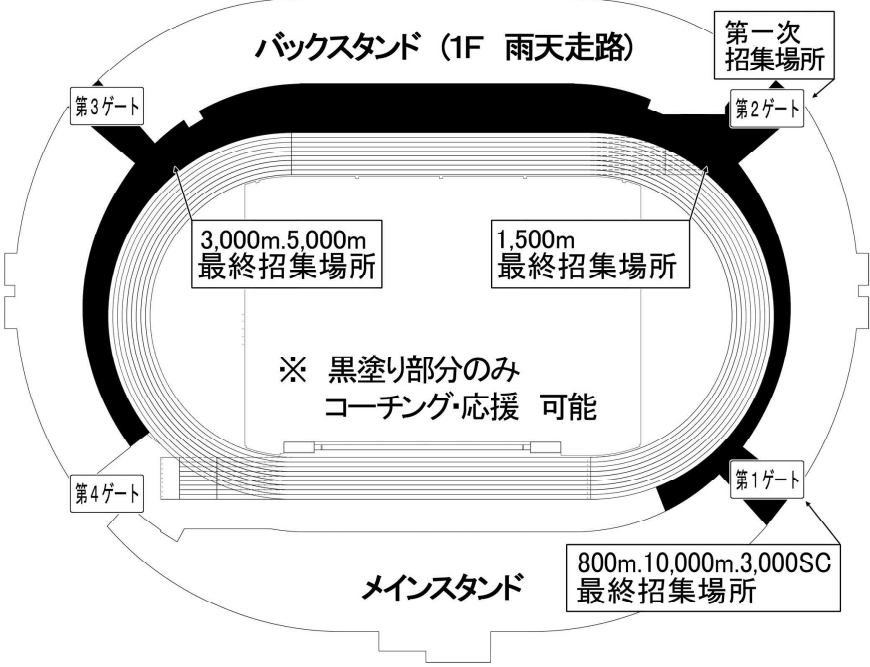 バックスタンド (1F 雨天走路)
第一次
招集場所
第3ゲート
第2ゲート
3,000m.5,000m
最終招集場所
1,500m
最終招集場所
※ 黒塗り部分のみ
コーチング・応援 可能
第4ゲート
第1ゲート
800m.10,000m.3,000SC
最終招集場所
メインスタンド